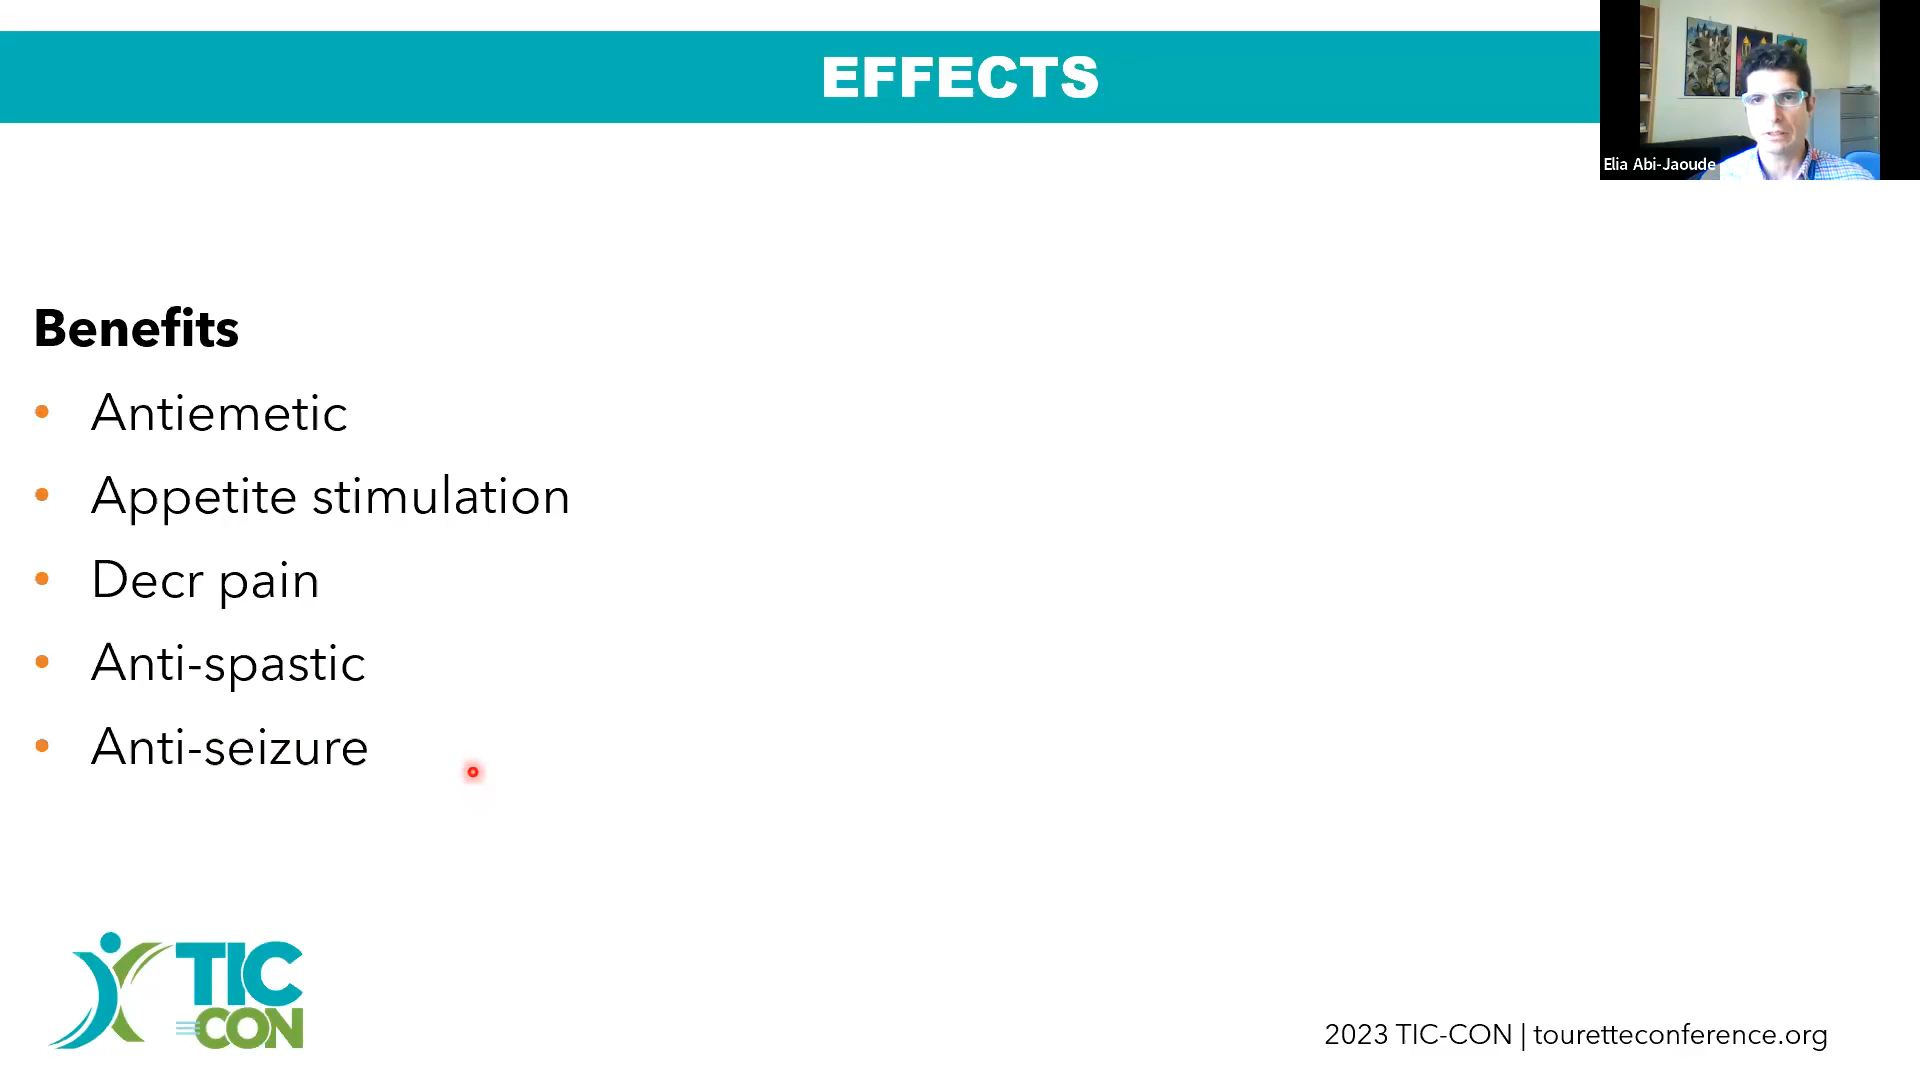 EFFECTS
Elia Abi-Jaoude
Benefits
• Antiemetic
• Appetite stimulation
• Decr pain
• Anti-spastic
• Anti-seizure
TIC
CON
2023 TIC-CON | touretteconference.org